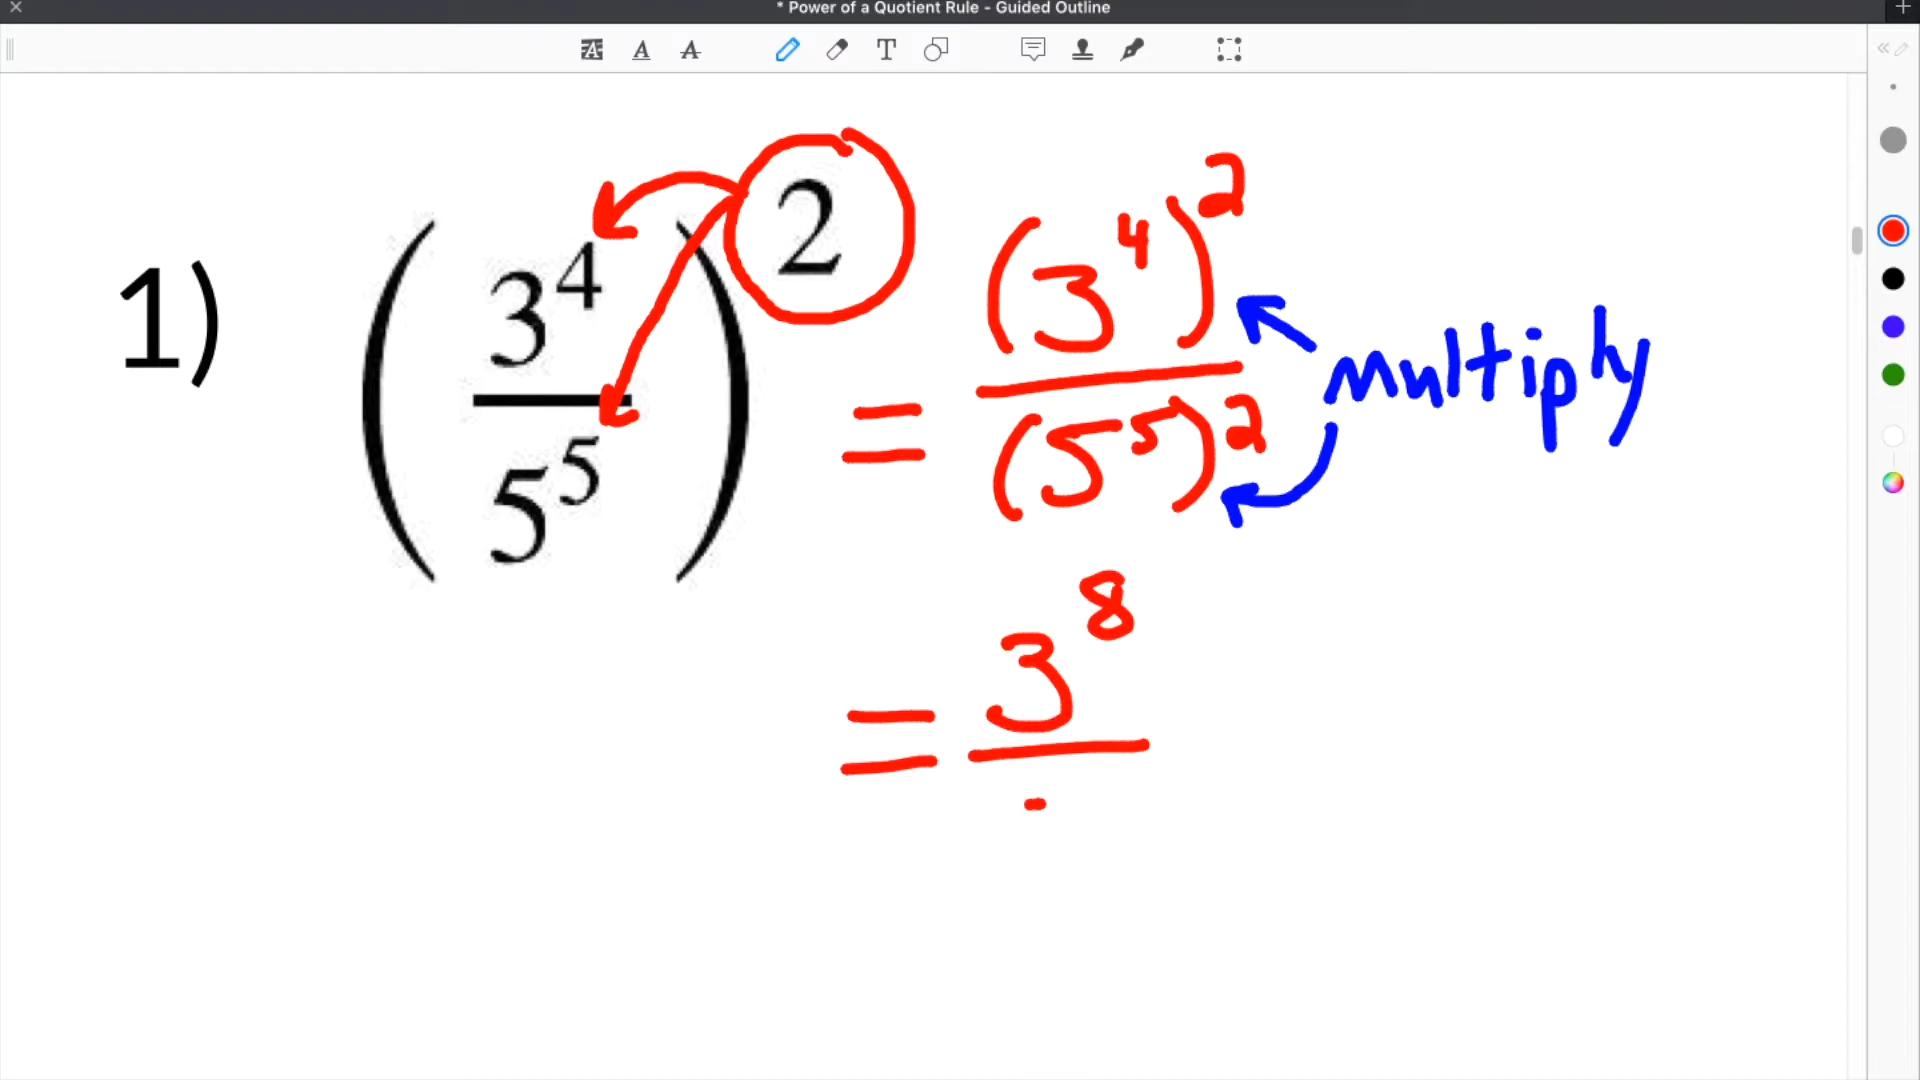 * Power of a Quotient Rule - Guided Outline
1) (3^4 / 5^5)^2 = (3^4)^2 / (5^5)^2 multiply
= 3^8 / -